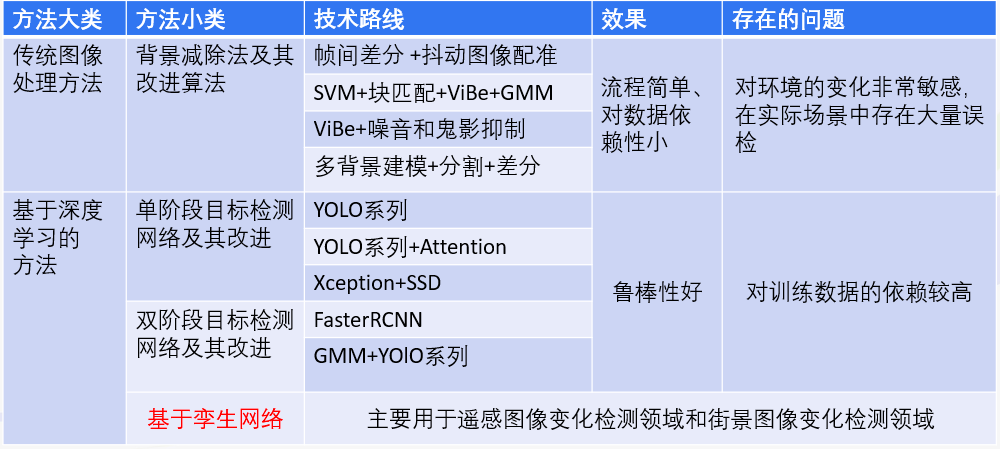 方法大类
方法小类
技术路线
效果
存在的问题
传统图像
处理方法
背景减除法及其
改进算法
帧间差分 +抖动图像配准
SVM+块匹配+ViBe+GMM
ViBe+噪音和鬼影抑制
多背景建模+分割+差分
流程简单、
对数据依
赖性小
对环境的变化非常敏感，
在实际场景中存在大量误
检
基于深度
学习的
方法
单阶段目标检测
网络及其改进
YOLO系列
YOLO系列+Attention
Xception+SSD
双阶段目标检测
网络及其改进
FasterRCNN
GMM+YOlO系列
鲁棒性好
对训练数据的依赖较高
基于孪生网络
主要用于遥感图像变化检测领域和街景图像变化检测领域